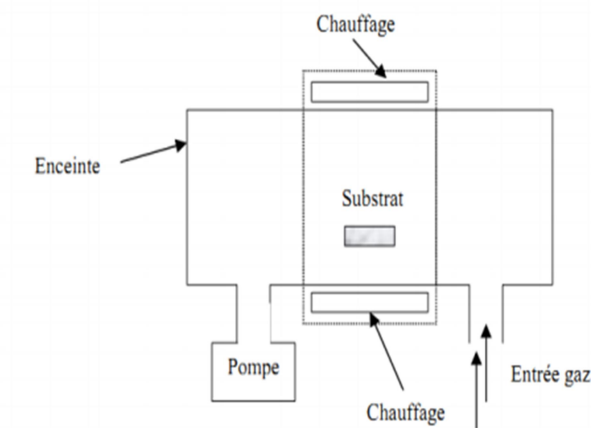 Chauffage
Enceinte
Substrat
Pompe
Entrée gaz
Chauffage